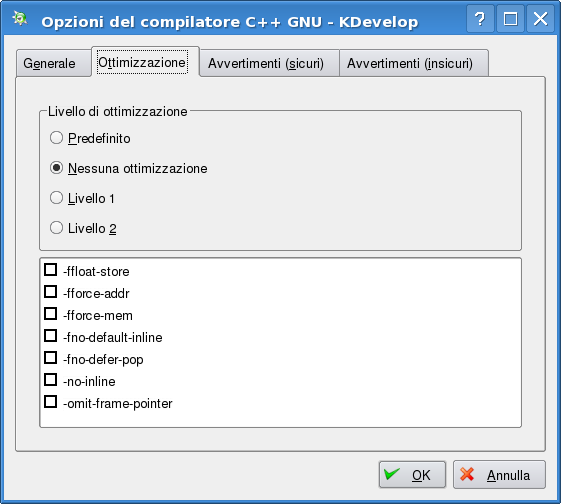 Opzioni del compilatore C++ GNU - KDevelop
Generale
Ottimizzazione
Avvertimenti (sicuri)
Avvertimenti (insicuri)
Livello di ottimizzazione
Predefinito
Nessuna ottimizzazione
Livello 1
Livello 2
-ffloat-store
-fforce-addr
-fforce-mem
-fno-default-inline
-fno-defer-pop
-no-inline
-omit-frame-pointer
OK
Annulla